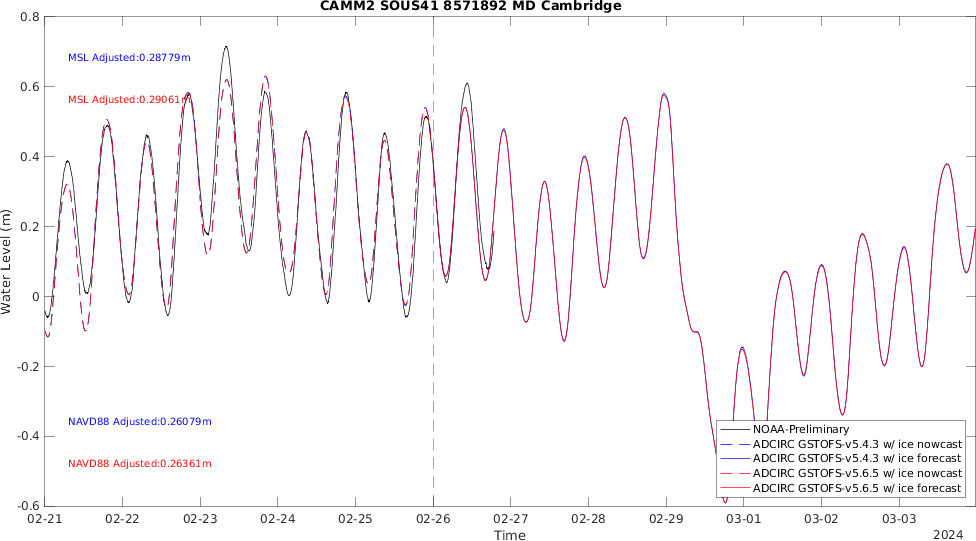 CAMM2 SOUS41 8571892 MD Cambridge
0.8
MSL Adjusted:0.28779m
0.6
MSL Adjusted:0.29061m
0.4
Water Level (m)
0.2
0
-0.2
NAVD88 Adjusted:0.26079m
NOAA-Preliminary
-0.4
ADCIRC GSTOFS-v5.4.3 w/ ice nowcast
ADCIRC GSTOFS-v5.4.3 w/ ice forecast
NAVD88 Adjusted:0.26361m
ADCIRC GSTOFS-v5.6.5 w/ ice nowcast
ADCIRC GSTOFS-v5.6.5 w/ ice forecast
-0.6
02-21 02-22 02-23 02-24 02-25 02-26 02-27 02-28 02-29 03-01 03-02 03-03
Time
2024